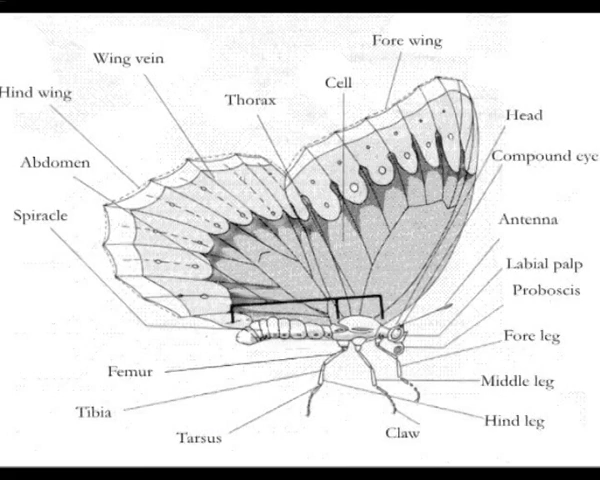 Fore wing
Wing vein
Cell
Hind wing
Thorax
Head
Compound eye
Abdomen
Spiracle
Antenna
Labial palp
Proboscis
Fore leg
Femur
Middle leg
Tibia
Hind leg
Tarsus
Claw